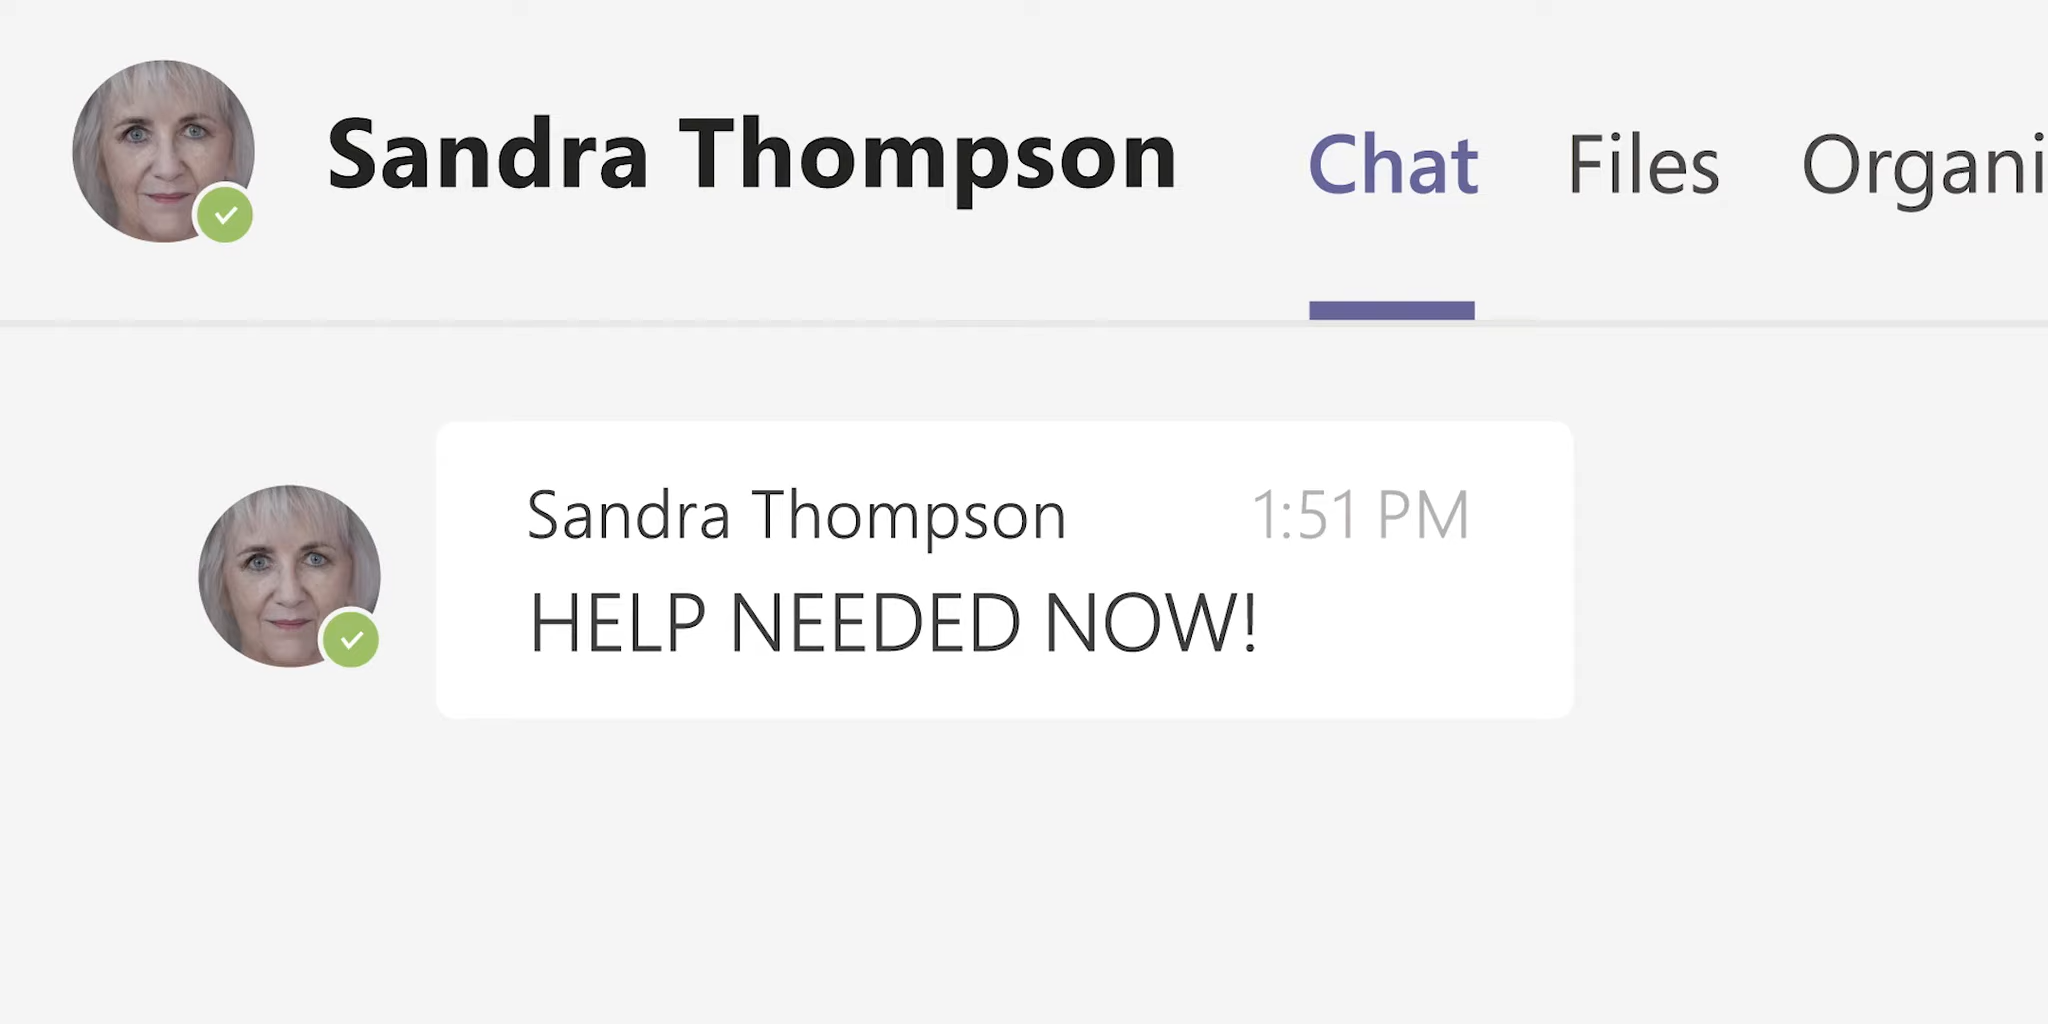 Sandra Thompson Chat Files Organi
Sandra Thompson 1:51 PM
HELP NEEDED NOW!